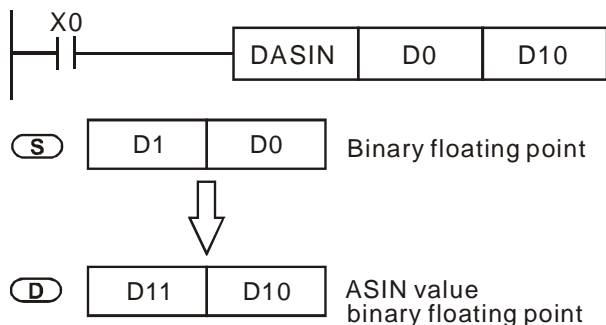 X0
DASIN D0 D10
S D1 D0 Binary floating point
D D11 D10 ASIN value
binary floating point